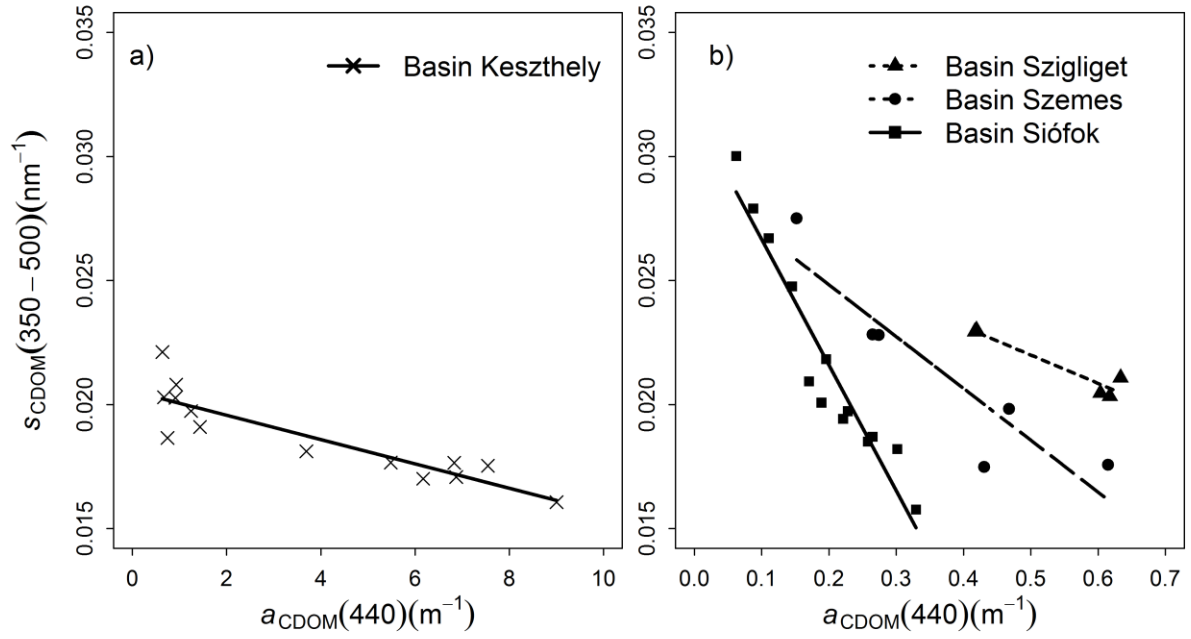 a)
Basin Keszthely
b)
Basin Szigliget
Basin Szemes
Basin Siófok
0.035
0.030
0.025
0.020
0.015
s_CDOM(350 − 500)(nm⁻¹)
0 2 4 6 8 10
a_CDOM(440)(m⁻¹)
0.035
0.030
0.025
0.020
0.015
0.0 0.1 0.2 0.3 0.4 0.5 0.6 0.7
a_CDOM(440)(m⁻¹)